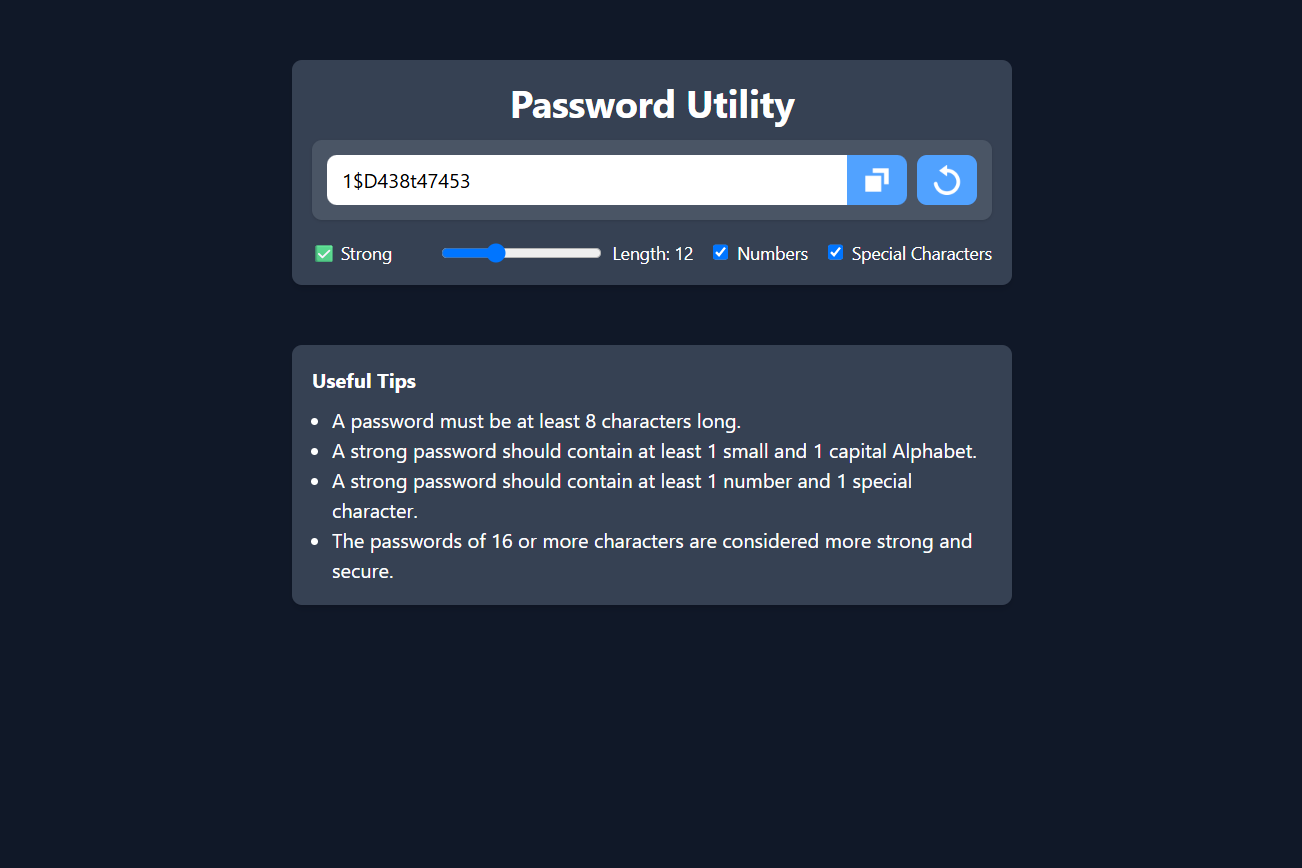 Password Utility
1$D438t47453
✅ Strong Length: 12 Numbers Special Characters
Useful Tips
• A password must be at least 8 characters long.
• A strong password should contain at least 1 small and 1 capital Alphabet.
• A strong password should contain at least 1 number and 1 special
character.
• The passwords of 16 or more characters are considered more strong and
secure.